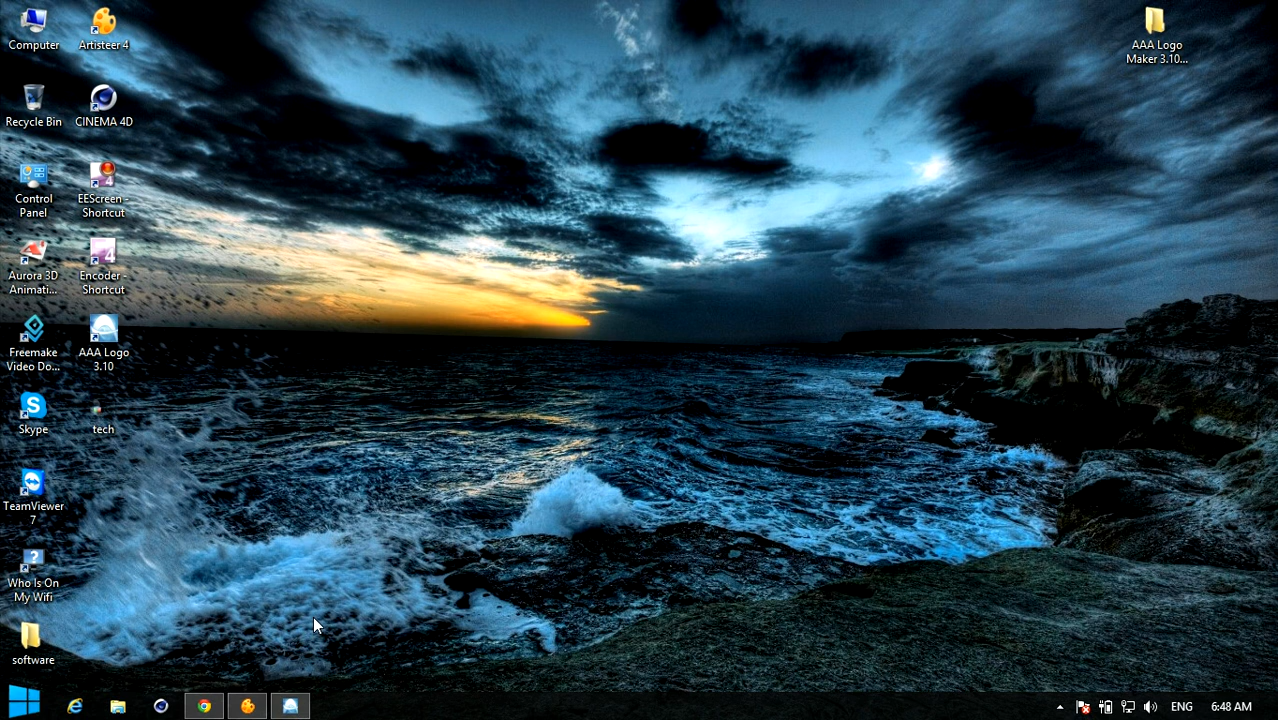 Computer
Artisteer 4
AAA Logo
Maker 3.10...
Recycle Bin
CINEMA 4D
Control
Panel
EEScreen -
Shortcut
Aurora 3D
Animati...
Encoder -
Shortcut
Freemake
Video Do...
AAA Logo
3.10
Skype
tech
TeamViewer
7
Who Is On
My Wifi
software
ENG
6:48 AM